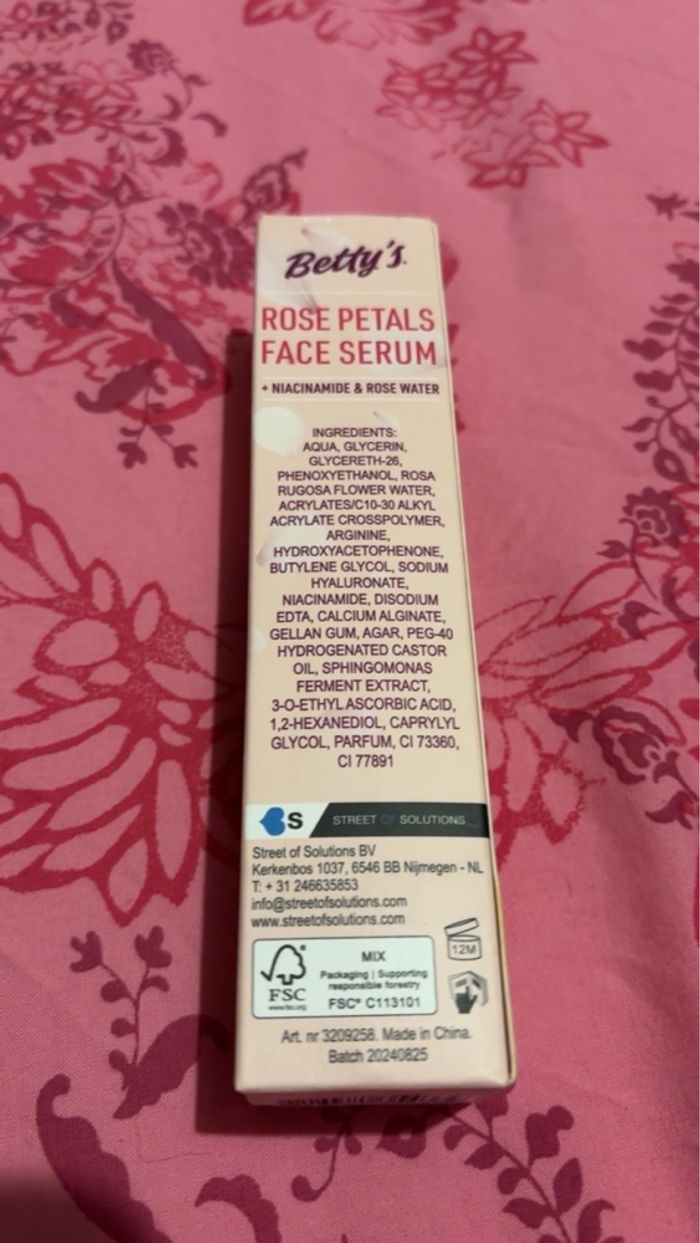 Betty's.
ROSE PETALS
FACE SERUM
+ NIACINAMIDE & ROSE WATER
INGREDIENTS:
AQUA, GLYCERIN,
GLYCERETH-26,
PHENOXYETHANOL, ROSA
RUGOSA FLOWER WATER,
ACRYLATES/C10-30 ALKYL
ACRYLATE CROSSPOLYMER,
ARGININE,
HYDROXYACETOPHENONE,
BUTYLENE GLYCOL, SODIUM
HYALURONATE,
NIACINAMIDE, DISODIUM
EDTA, CALCIUM ALGINATE,
GELLAN GUM, AGAR, PEG-40
HYDROGENATED CASTOR
OIL, SPHINGOMONAS
FERMENT EXTRACT,
3-O-ETHYL ASCORBIC ACID,
1,2-HEXANEDIOL, CAPRYLYL
GLYCOL, PARFUM, CI 73360,
CI 77891
S STREET OF SOLUTIONS
Street of Solutions BV
Kerkenbos 1037, 6546 BB Nijmegen - NL
T: + 31 246635853
info@streetofsolutions.com
www.streetofsolutions.com
12M
FSC
www.fsc.org
MIX
Packaging | Supporting
responsible forestry
FSC® C113101
Art. nr 3209258. Made in China.
Batch 20240825